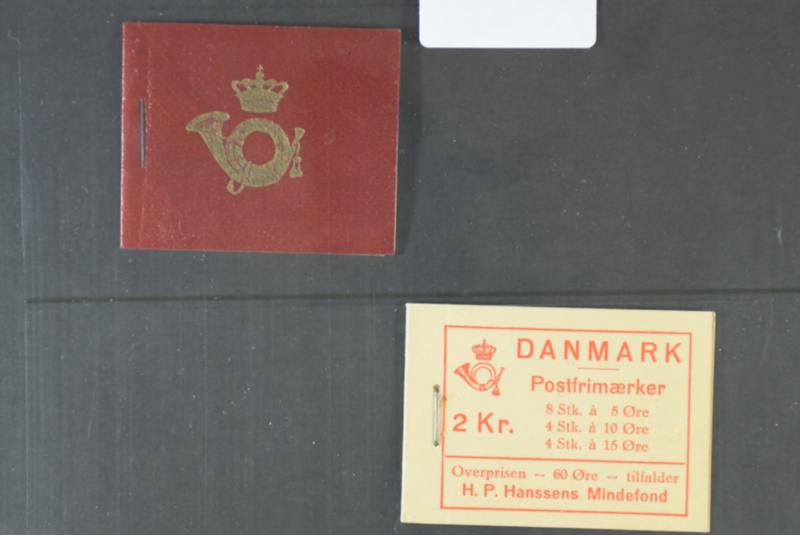 DANMARK
Postfrimærker
2 Kr.
8 Stk. à 5 Øre
4 Stk. à 10 Øre
4 Stk. à 15 Øre
Overprisen — 60 Øre — tilfalder
H. P. Hanssens Mindefond